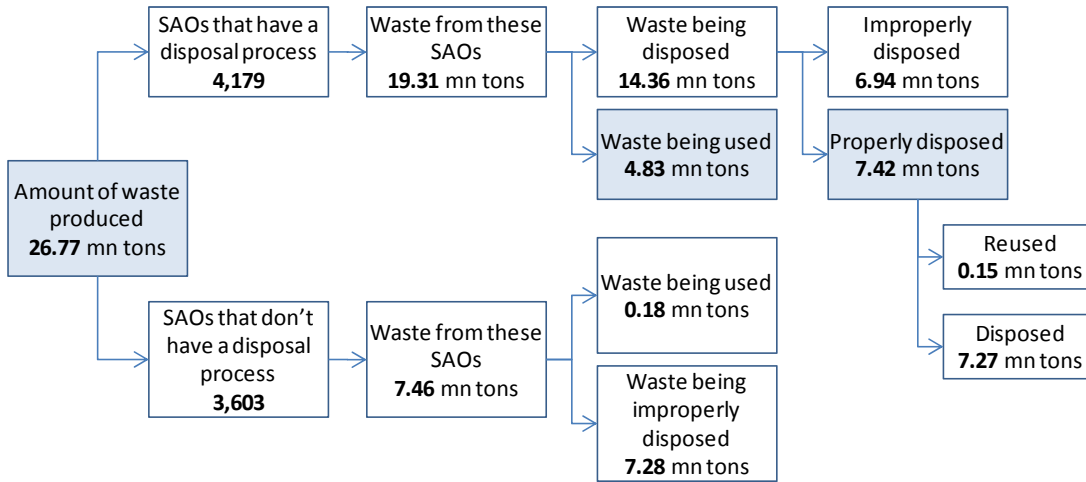 SAOs that have a
disposal process
4,179
Waste from these
SAOs
19.31 mn tons
Waste being
disposed
14.36 mn tons
Improperly
disposed
6.94 mn tons
Waste being used
4.83 mn tons
Properly disposed
7.42 mn tons
Amount of waste
produced
26.77 mn tons
Reused
0.15 mn tons
Disposed
7.27 mn tons
SAOs that don't
have a disposal
process
3,603
Waste from these
SAOs
7.46 mn tons
Waste being used
0.18 mn tons
Waste being
improperly
disposed
7.28 mn tons